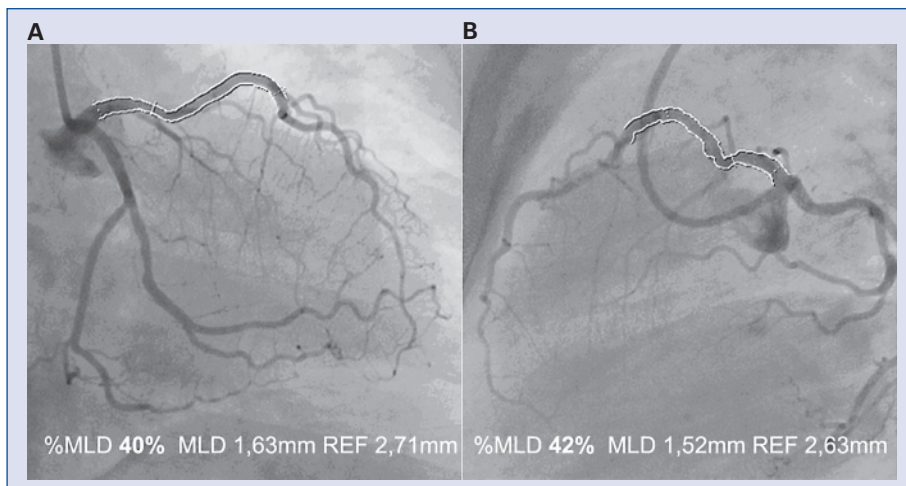 A
B
%MLD 40% MLD 1,63mm REF 2,71mm
%MLD 42% MLD 1,52mm REF 2,63mm